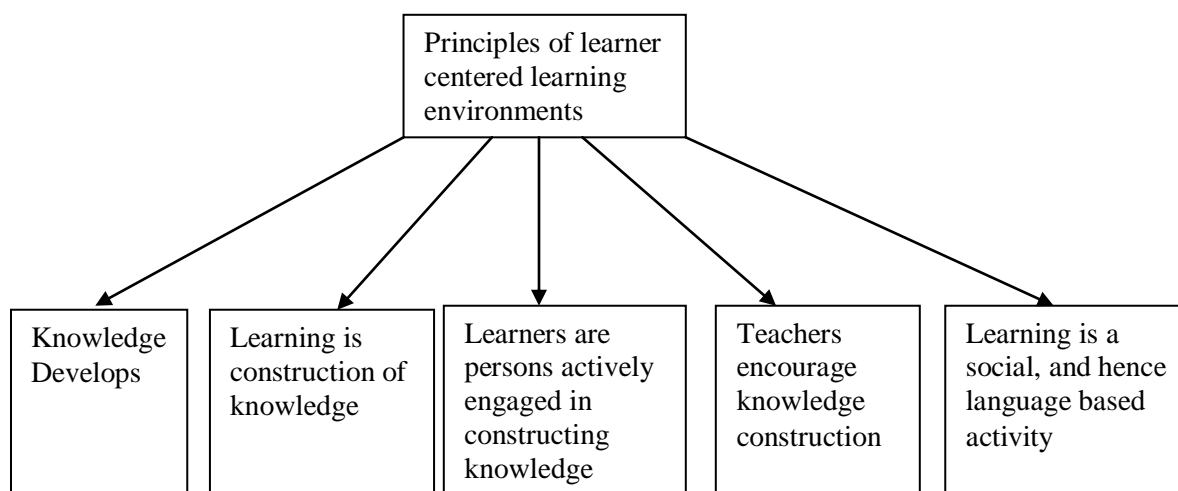 Principles of learner
centered learning
environments
Knowledge
Develops
Learning is
construction of
knowledge
Learners are
persons actively
engaged in
constructing
knowledge
Teachers
encourage
knowledge
construction
Learning is a
social, and hence
language based
activity